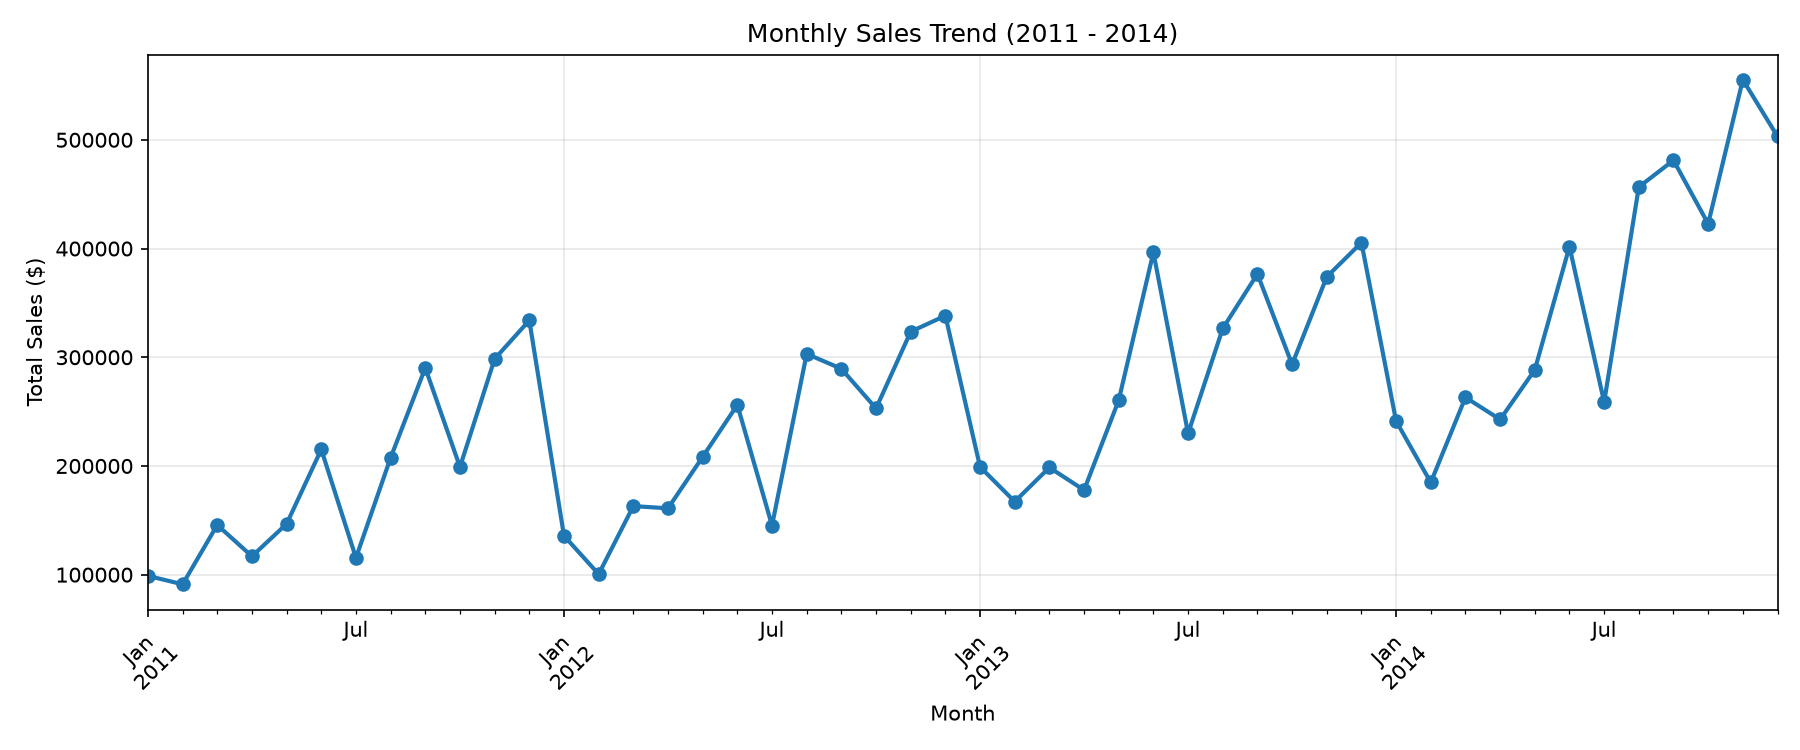 Monthly Sales Trend (2011 - 2014)
Total Sales ($)
500000
400000
300000
200000
100000
Jan
2011
Jul
Jan
2012
Jul
Jan
2013
Jul
Jan
2014
Jul
Month